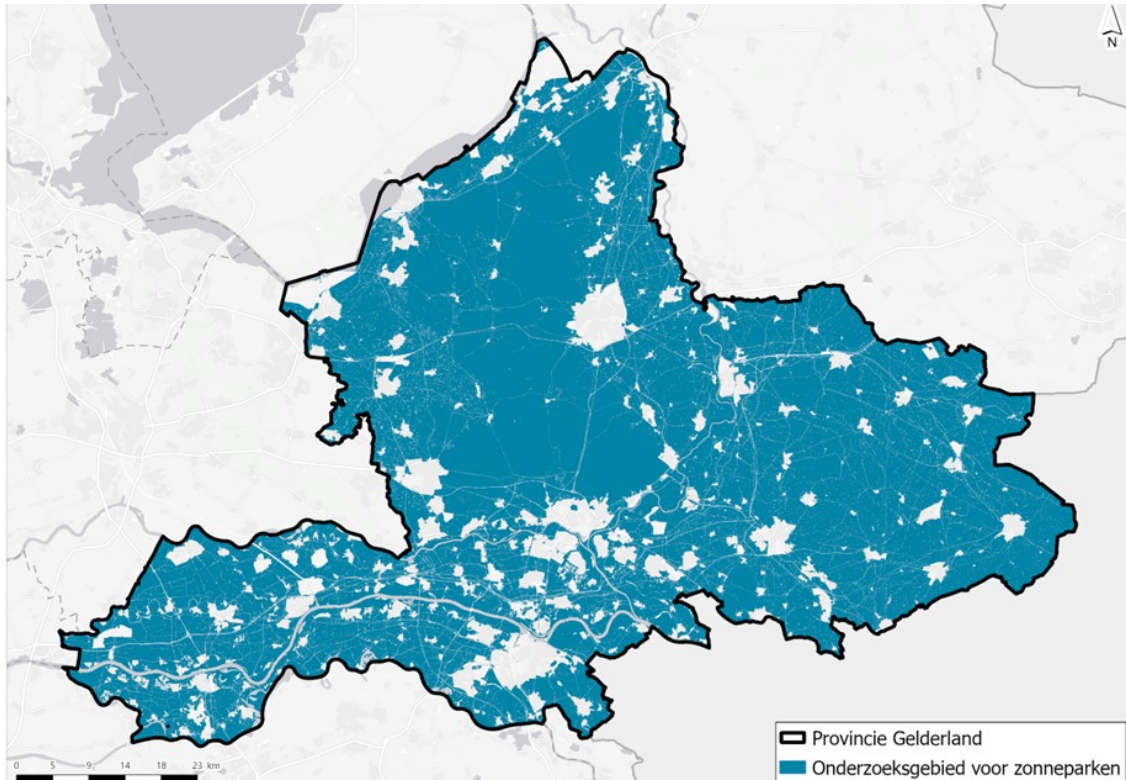 N
Provincie Gelderland
Onderzoeksgebied voor zonneparken
0 5 9 14 18 23 km